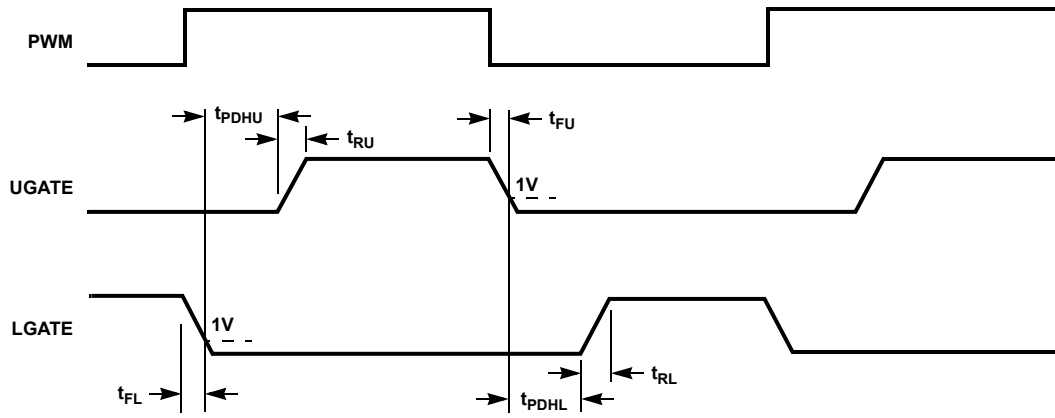 PWM
tPDHU
tRU
tFU
UGATE
1V
LGATE
1V
tFL
tRL
tPDHL